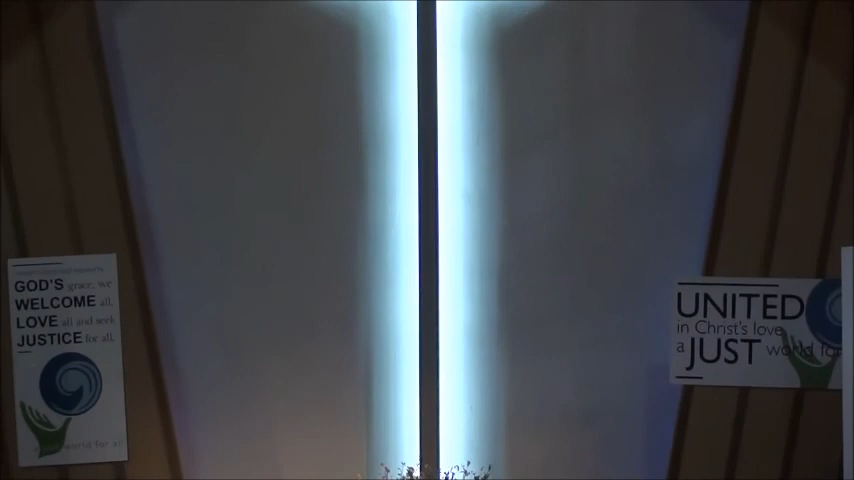 GOD'S grace, we
WELCOME all,
LOVE all and seek
JUSTICE for all.
world for all
UNITED
in Christ's love
a JUST world for